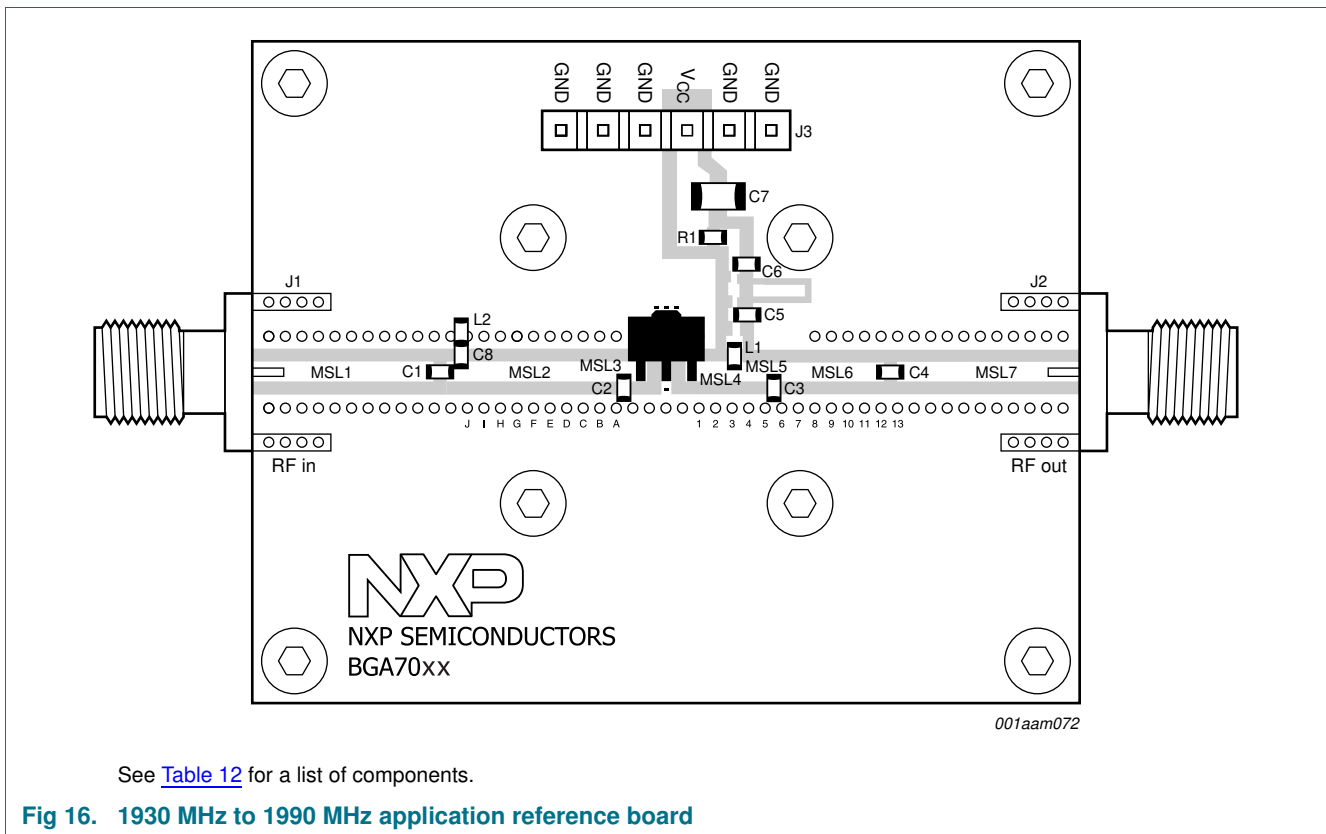 GND GND GND VCC GND GND
J3
C7
R1
C6
J1
J2
L2
C5
C8
L1
MSL1
C1
MSL2
MSL3
C2
MSL4
MSL5
C3
MSL6
C4
MSL7
J I H G F E D C B A
1 2 3 4 5 6 7 8 9 10 11 12 13
RF in
RF out
NXP
NXP SEMICONDUCTORS
BGA70XX
001aam072
See Table 12 for a list of components.
Fig 16. 1930 MHz to 1990 MHz application reference board